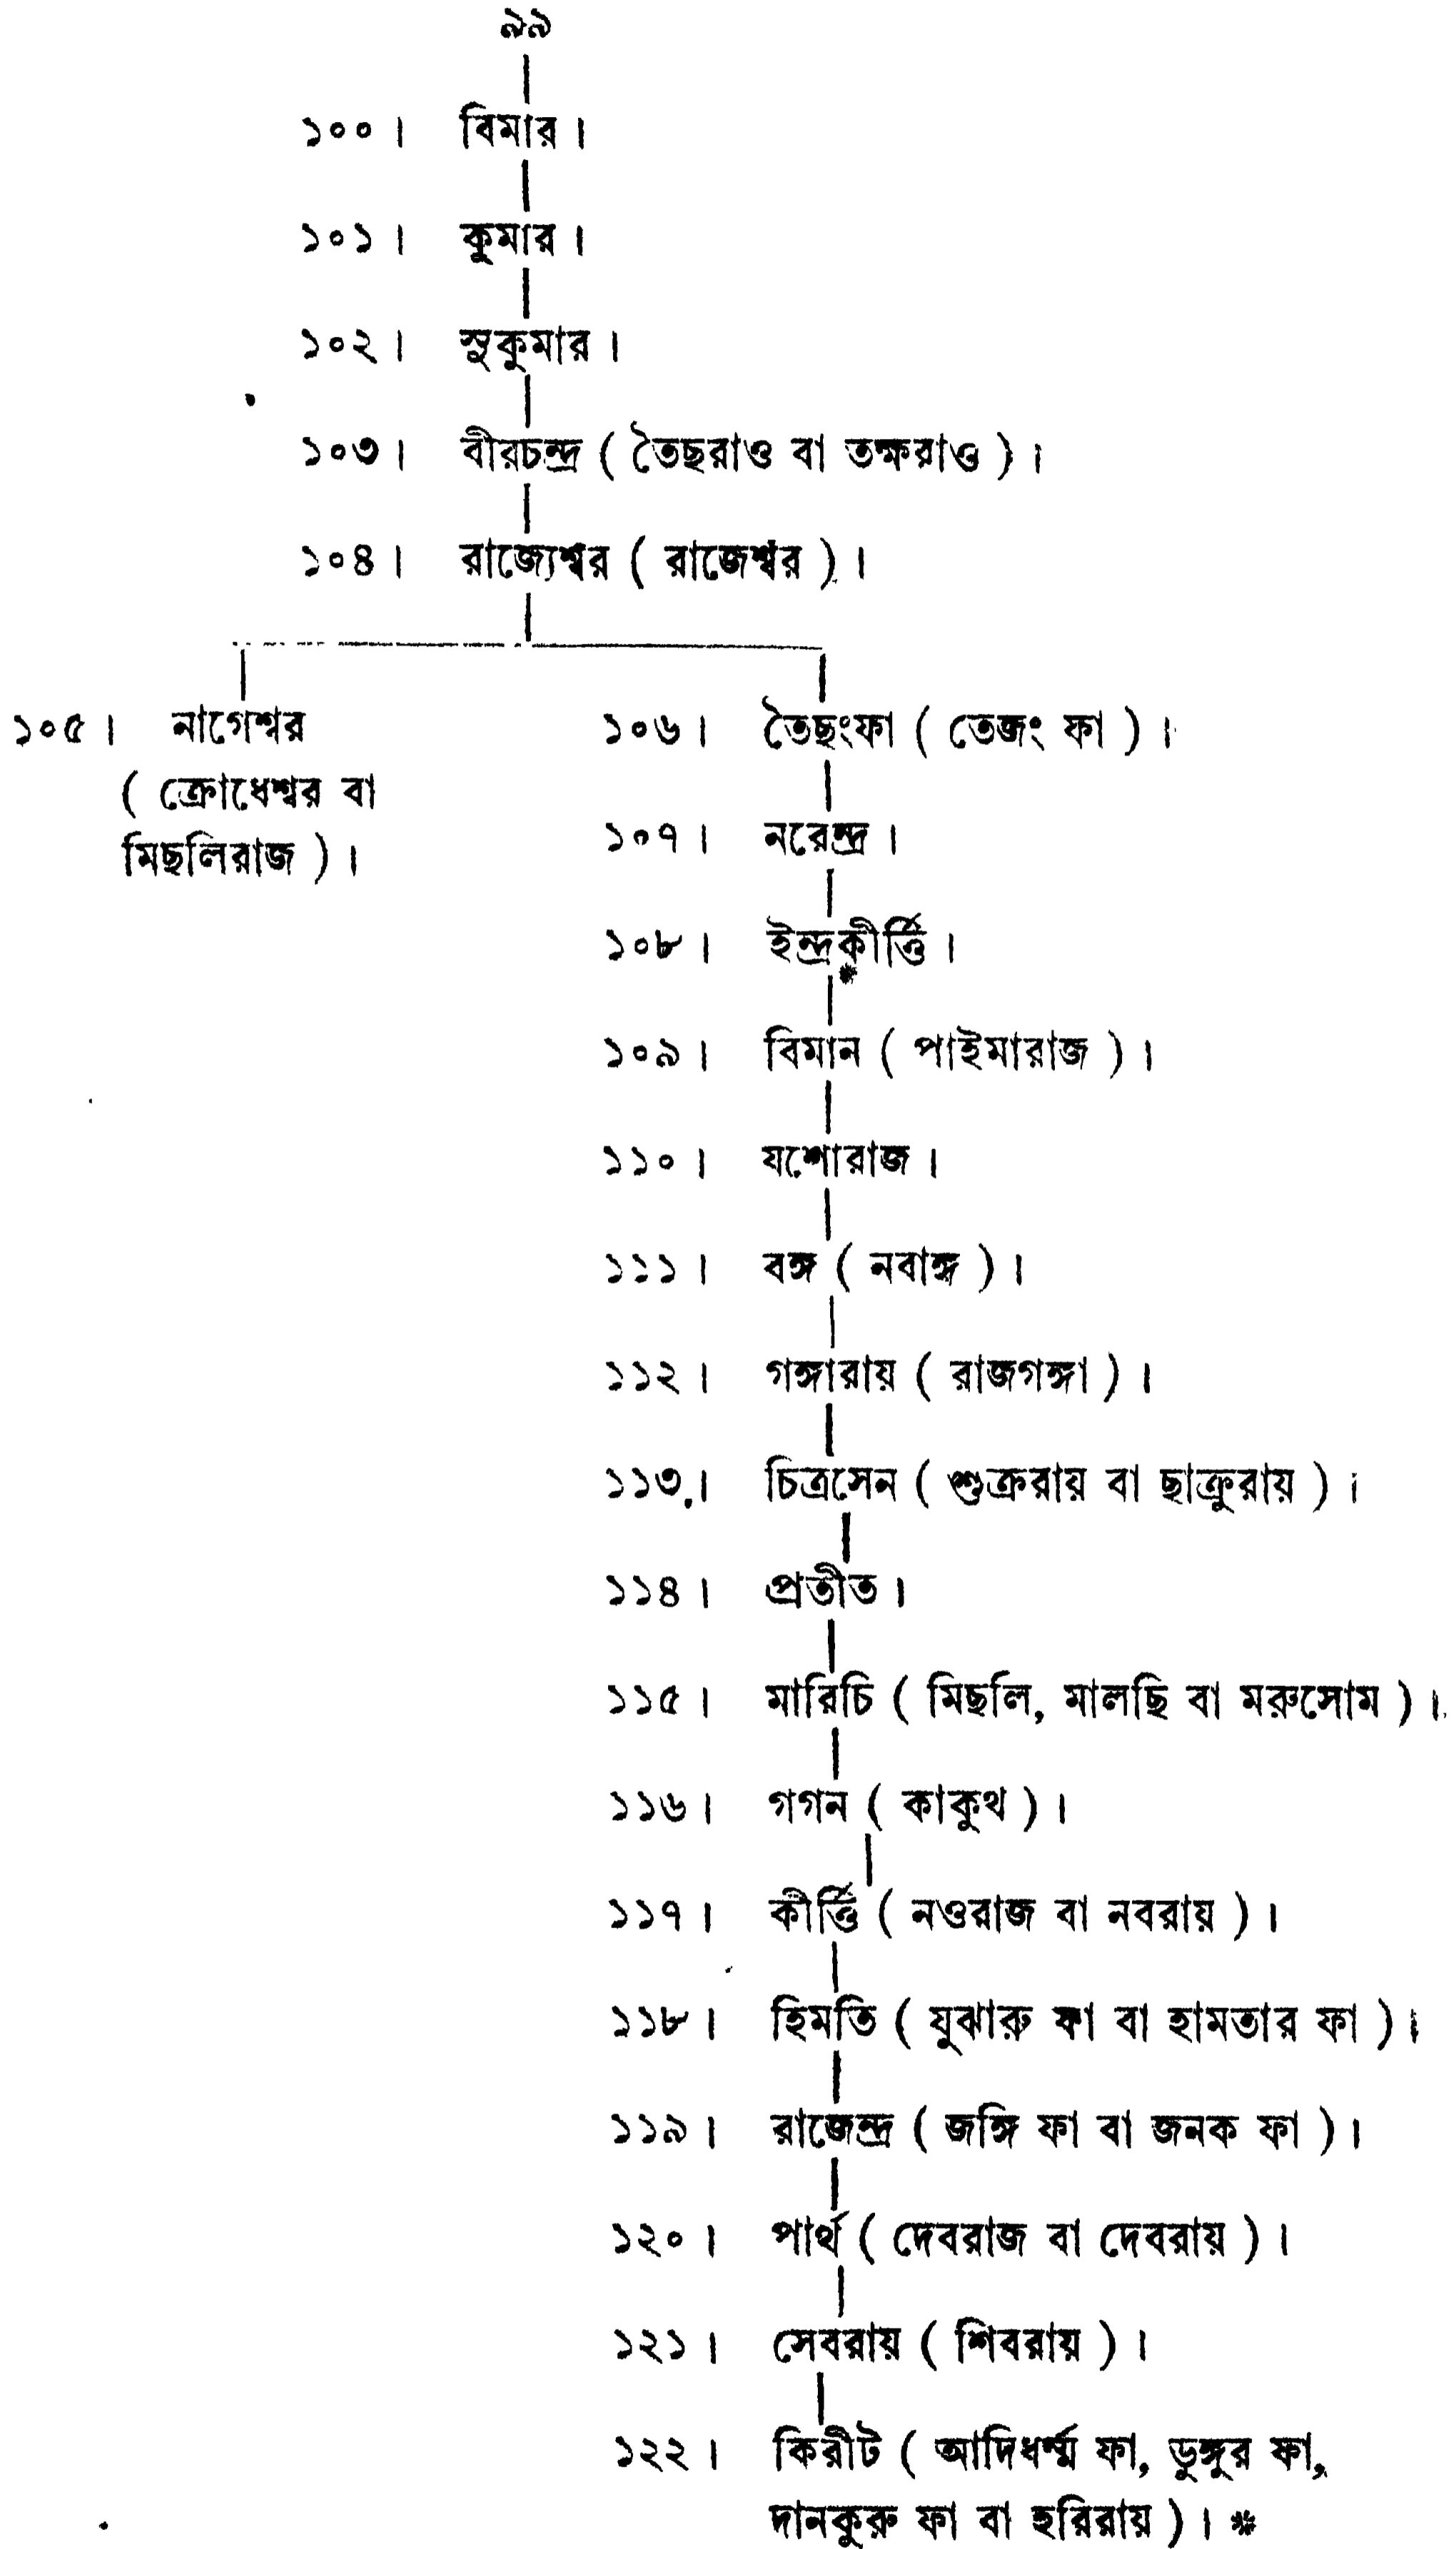 ৯৯
১০০। বিমার।
১০১। কুমার।
১০২। সুকুমার।
১০৩। বীরচন্দ্র ( তৈছরাও বা তক্ষরাও )।
১০৪। রাজ্যেশ্বর ( রাজেশ্বর )।
১০৫। নাগেশ্বর
( ক্রোধেশ্বর বা
মিছলিরাজ )।
১০৬। তৈছংফা ( তেজং ফা )।
১০৭। নরেন্দ্র।
১০৮। ইন্দ্রকীর্ত্তি।
১০৯। বিমান ( পাইমারাজ )।
১১০। যশোরাজ।
১১১। বঙ্গ ( নবাঙ্গ )।
১১২। গঙ্গারায় ( রাজগঙ্গা )।
১১৩। চিত্রসেন ( শুক্ররায় বা ছাক্রুরায় )।
১১৪। প্রতীত।
১১৫। মারিচি ( মিছলি, মালছি বা মরুসোম )।
১১৬। গগন ( কাকুথ )।
১১৭। কীর্ত্তি ( নওরাজ বা নবরায় )।
১১৮। হিমতি ( যুঝারু ফা বা হামতার ফা )।
১১৯। রাজেন্দ্র ( জঙ্গি ফা বা জনক ফা )।
১২০। পার্থ ( দেবরাজ বা দেবরায় )।
১২১। সেবরায় ( শিবরায় )।
১২২। কিরীট ( আদিধর্ম্ম ফা, ডুঙ্গুর ফা,
দানকুরু ফা বা হরিরায় )। *